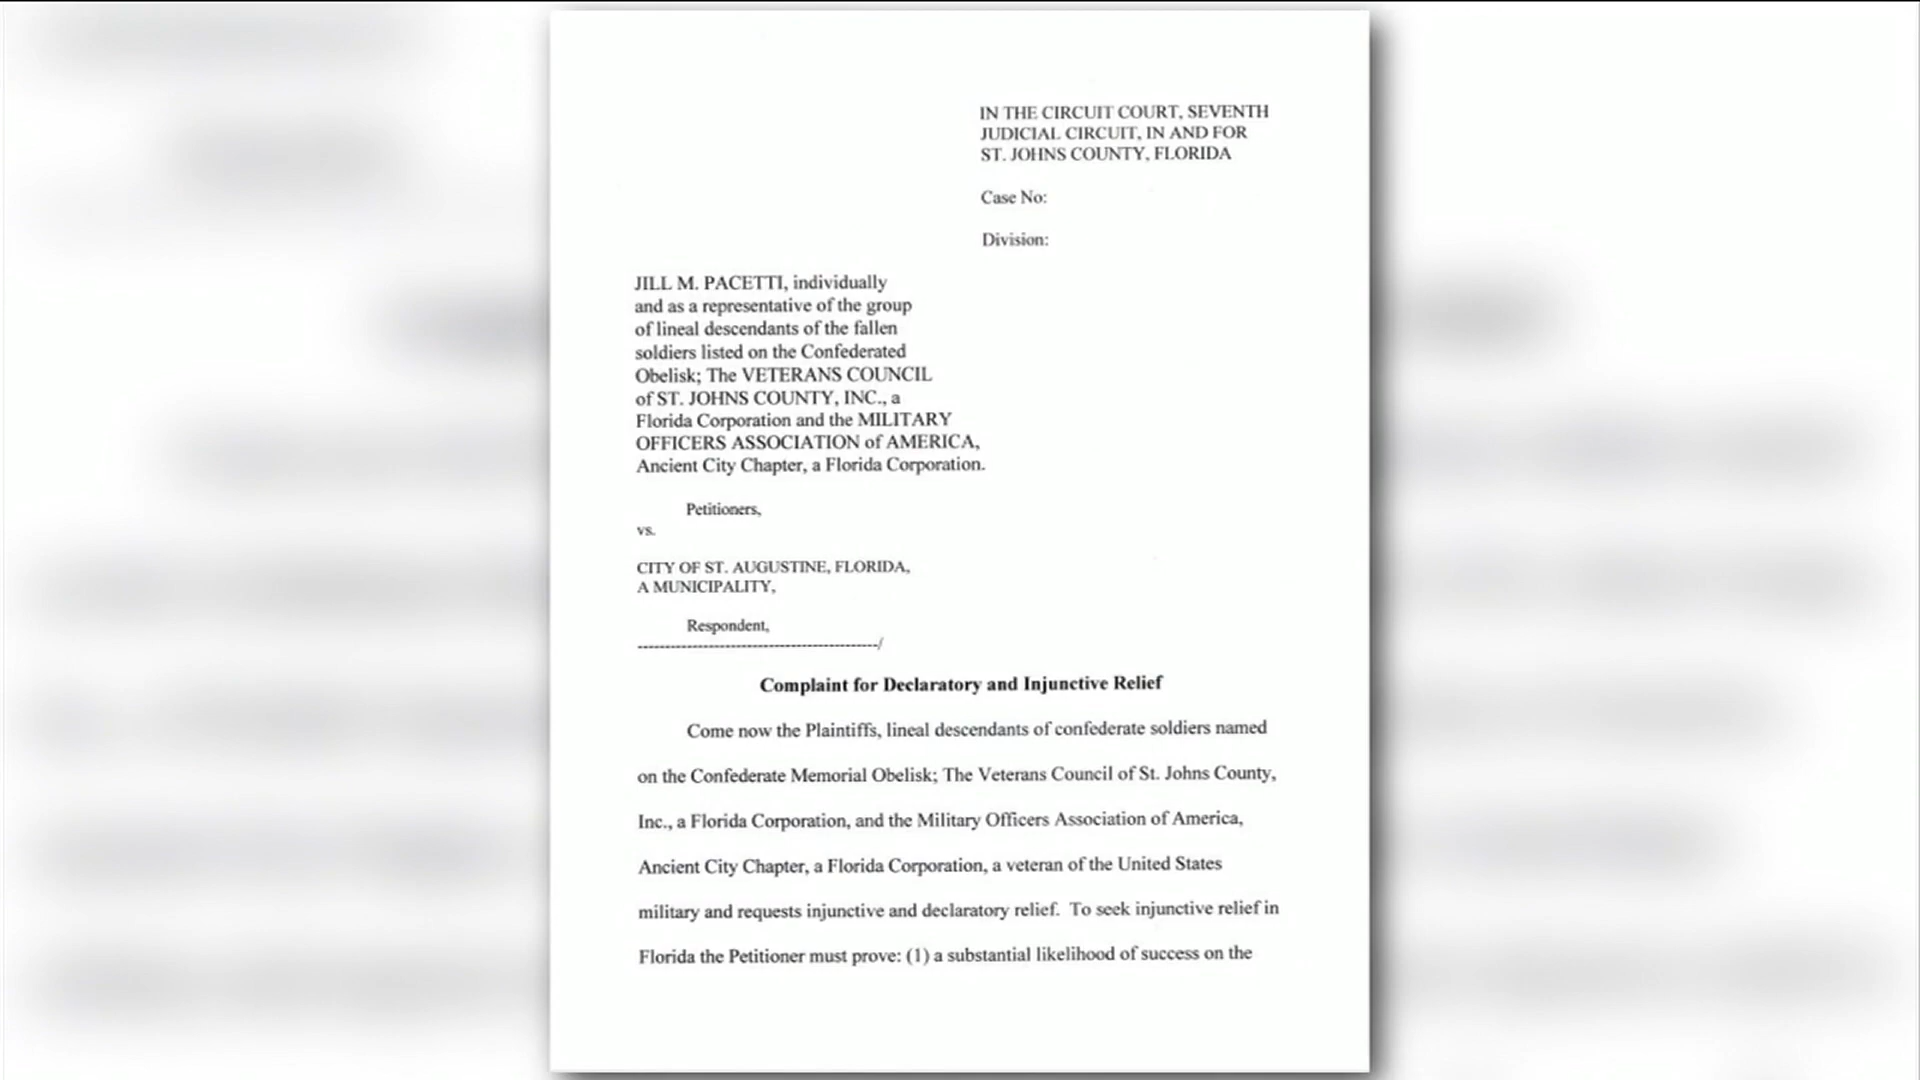 IN THE CIRCUIT COURT, SEVENTH
JUDICIAL CIRCUIT, IN AND FOR
ST. JOHNS COUNTY, FLORIDA
Case No:
Division:
JILL M. PACETTI, individually
and as a representative of the group
of lineal descendants of the fallen
soldiers listed on the Confederated
Obelisk; The VETERANS COUNCIL
of ST. JOHNS COUNTY, INC., a
Florida Corporation and the MILITARY
OFFICERS ASSOCIATION of AMERICA,
Ancient City Chapter, a Florida Corporation.
Petitioners,
vs.
CITY OF ST. AUGUSTINE, FLORIDA,
A MUNICIPALITY,
Respondent,
--------------------------------------------/
Complaint for Declaratory and Injunctive Relief
Come now the Plaintiffs, lineal descendants of confederate soldiers named
on the Confederate Memorial Obelisk; The Veterans Council of St. Johns County,
Inc., a Florida Corporation, and the Military Officers Association of America,
Ancient City Chapter, a Florida Corporation, a veteran of the United States
military and requests injunctive and declaratory relief.  To seek injunctive relief in
Florida the Petitioner must prove: (1) a substantial likelihood of success on the